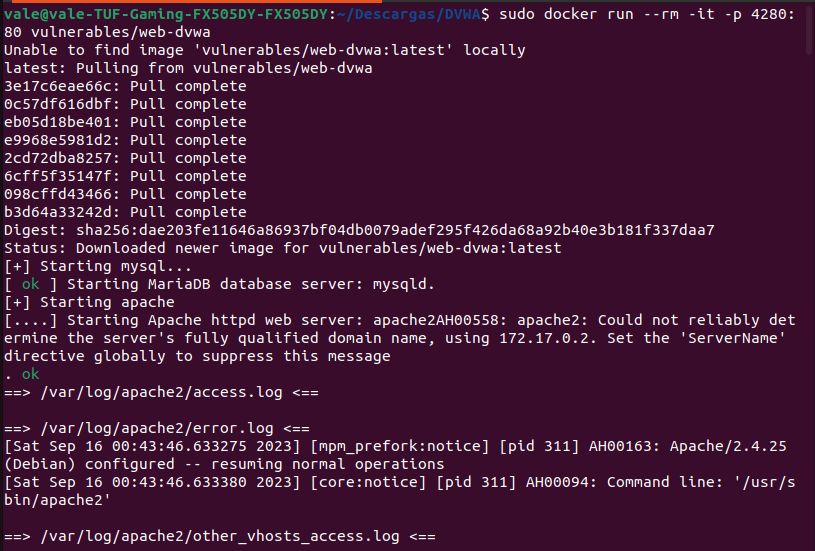 vale@vale-TUF-Gaming-FX505DY-FX505DY:~/Descargas/DVWA$ sudo docker run --rm -it -p 4280:
80 vulnerables/web-dvwa
Unable to find image 'vulnerables/web-dvwa:latest' locally
latest: Pulling from vulnerables/web-dvwa
3e17c6eae66c: Pull complete
0c57df616dbf: Pull complete
eb05d18be401: Pull complete
e9968e5981d2: Pull complete
2cd72dba8257: Pull complete
6cff5f35147f: Pull complete
098cffd43466: Pull complete
b3d64a33242d: Pull complete
Digest: sha256:dae203fe11646a86937bf04db0079adef295f426da68a92b40e3b181f337daa7
Status: Downloaded newer image for vulnerables/web-dvwa:latest
[+] Starting mysql...
[ ok ] Starting MariaDB database server: mysqld.
[+] Starting apache
[....] Starting Apache httpd web server: apache2AH00558: apache2: Could not reliably det
ermine the server's fully qualified domain name, using 172.17.0.2. Set the 'ServerName'
directive globally to suppress this message
. ok
==> /var/log/apache2/access.log <==
==> /var/log/apache2/error.log <==
[Sat Sep 16 00:43:46.633275 2023] [mpm_prefork:notice] [pid 311] AH00163: Apache/2.4.25
(Debian) configured -- resuming normal operations
[Sat Sep 16 00:43:46.633380 2023] [core:notice] [pid 311] AH00094: Command line: '/usr/s
bin/apache2'
==> /var/log/apache2/other_vhosts_access.log <==